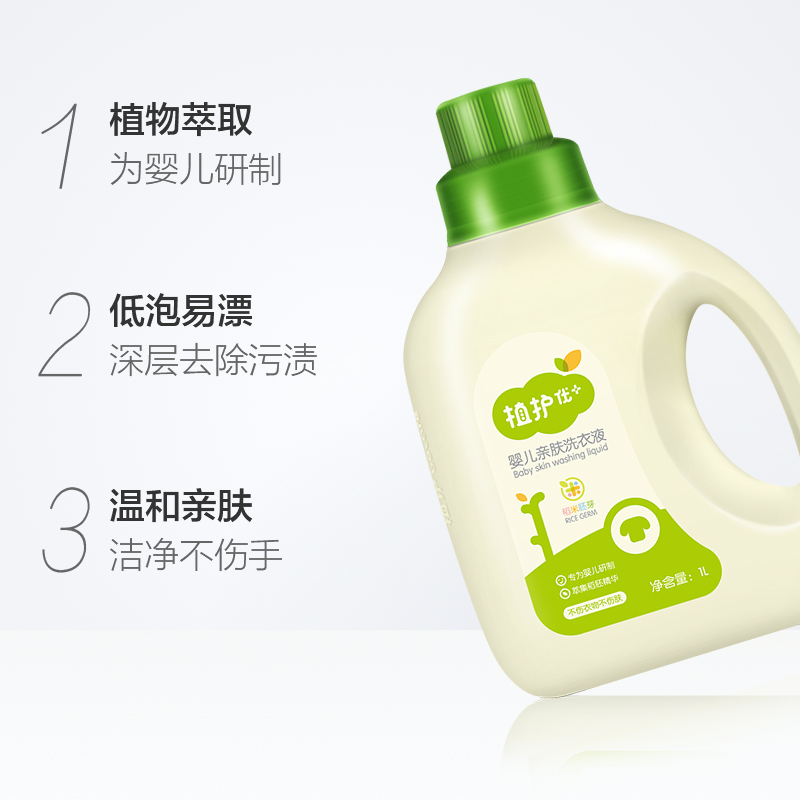 1
植物萃取
为婴儿研制
2
低泡易漂
深层去除污渍
3
温和亲肤
洁净不伤手
植护优+
婴儿亲肤洗衣液
Baby skin washing liquid
稻米胚芽
RICE GERM
专为婴儿研制
萃集稻胚精华
不伤衣物不伤肤
净含量：1L